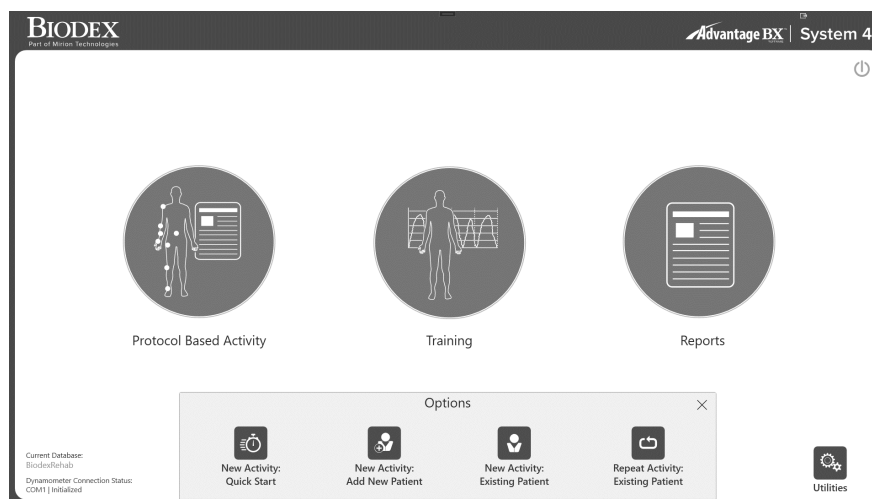 BIODEX
Part of Mirion Technologies
Advantage BX System 4
Protocol Based Activity
Training
Reports
Options
New Activity:
Quick Start
New Activity:
Add New Patient
New Activity:
Existing Patient
Repeat Activity:
Existing Patient
Current Database:
BiodexRehab
Dynamometer Connection Status:
COM1 | Initialized
Utilities